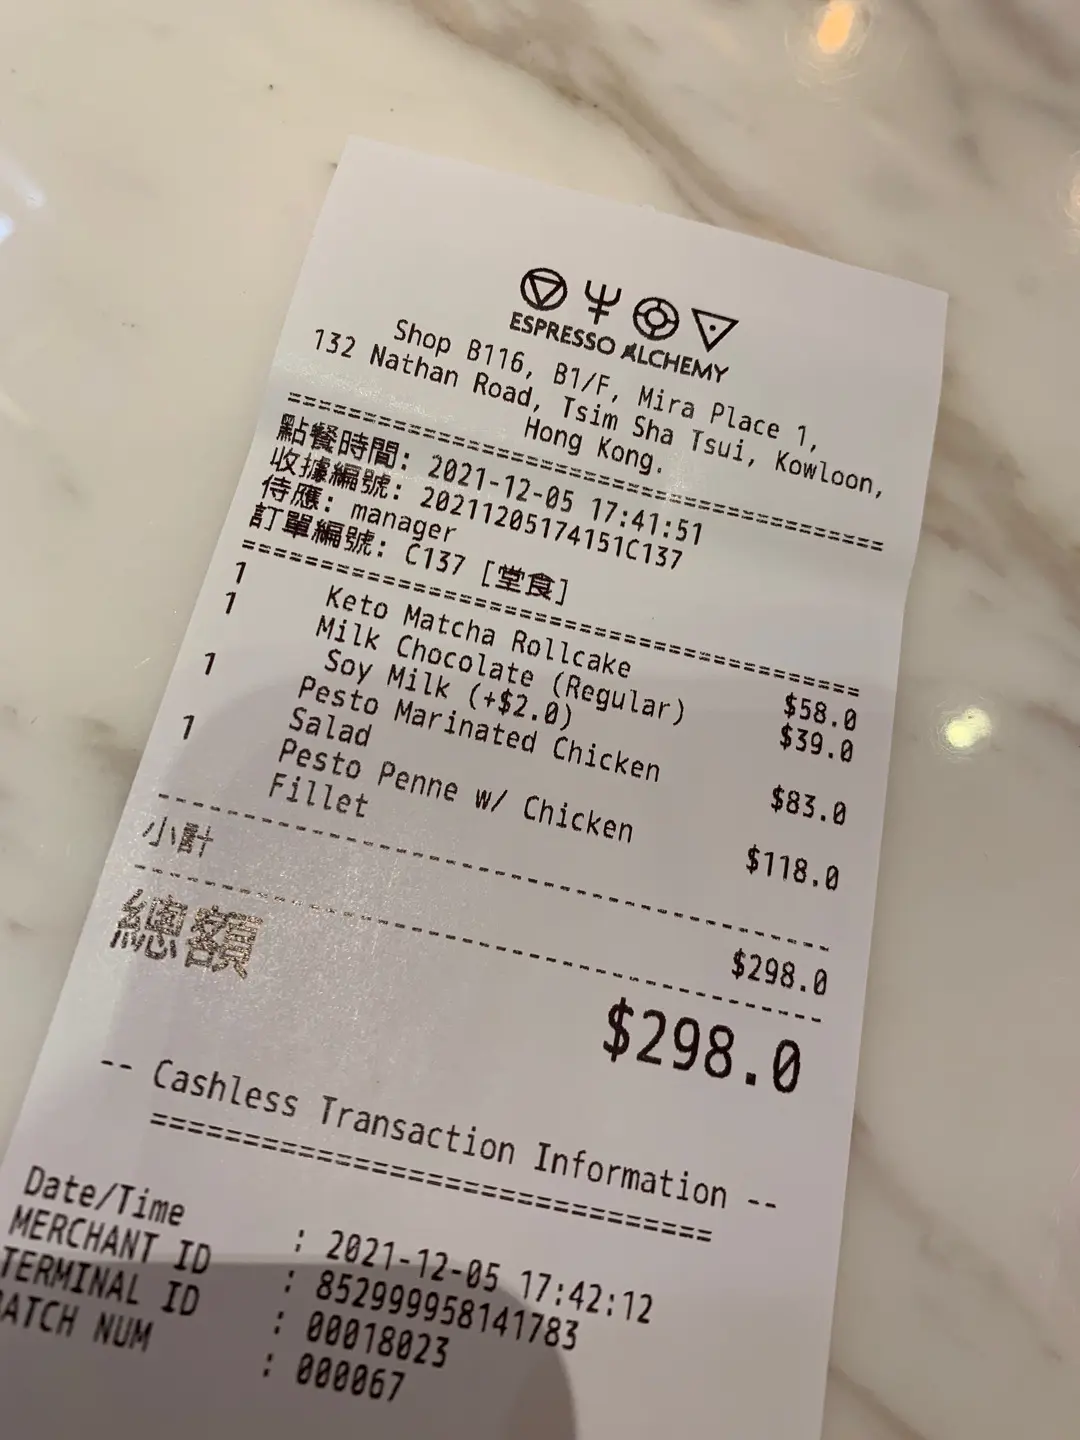 ESPRESSO ALCHEMY
Shop B116, B1/F, Mira Place 1,
132 Nathan Road, Tsim Sha Tsui, Kowloon,
Hong Kong.
========================================
點餐時間: 2021-12-05 17:41:51
收據編號: 20211205174151C137
侍應: manager
訂單編號: C137 [堂食]
========================================
1 Keto Matcha Rollcake $58.0
1 Milk Chocolate (Regular) $39.0
Soy Milk (+$2.0)
1 Pesto Marinated Chicken $83.0
Salad
1 Pesto Penne w/ Chicken $118.0
Fillet
----------------------------------------
小計 $298.0
----------------------------------------
總額 $298.0
-- Cashless Transaction Information --
================================
Date/Time : 2021-12-05 17:42:12
MERCHANT ID : 852999958141783
TERMINAL ID : 00018023
BATCH NUM : 000067